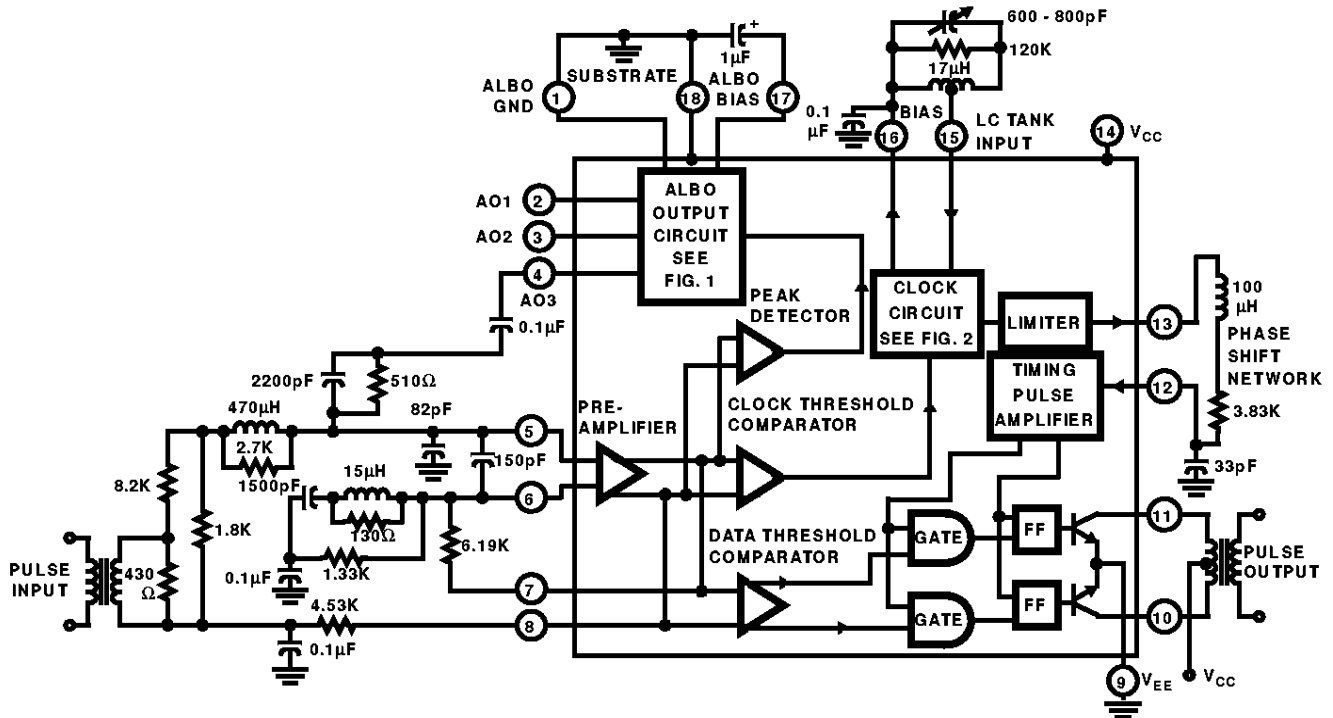 600 - 800pF
120K
17µH
1µF
+
SUBSTRATE
ALBO
GND
1
18
ALBO
BIAS
17
0.1
µF
BIAS
16
15
LC TANK
INPUT
14
VCC
AO1
2
AO2
3
4
AO3
ALBO
OUTPUT
CIRCUIT
SEE
FIG. 1
PEAK
DETECTOR
CLOCK
CIRCUIT
SEE FIG. 2
LIMITER
13
100
µH
PHASE
SHIFT
NETWORK
TIMING
PULSE
AMPLIFIER
12
3.83K
33pF
0.1µF
2200pF
510Ω
470µH
82pF
2.7K
1500pF
8.2K
1.8K
15µH
130Ω
1.33K
150pF
5
6
PRE-
AMPLIFIER
CLOCK THRESHOLD
COMPARATOR
6.19K
DATA THRESHOLD
COMPARATOR
GATE
FF
11
PULSE
INPUT
430
Ω
0.1µF
7
4.53K
8
0.1µF
GATE
FF
10
PULSE
OUTPUT
9
VEE
VCC